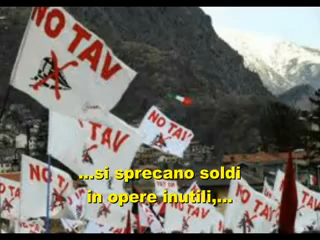 NO TAV
NO TAV
NO TAV
NO TAV
NO TAV
NO TAV
...si sprecano soldi
in opere inutili,...